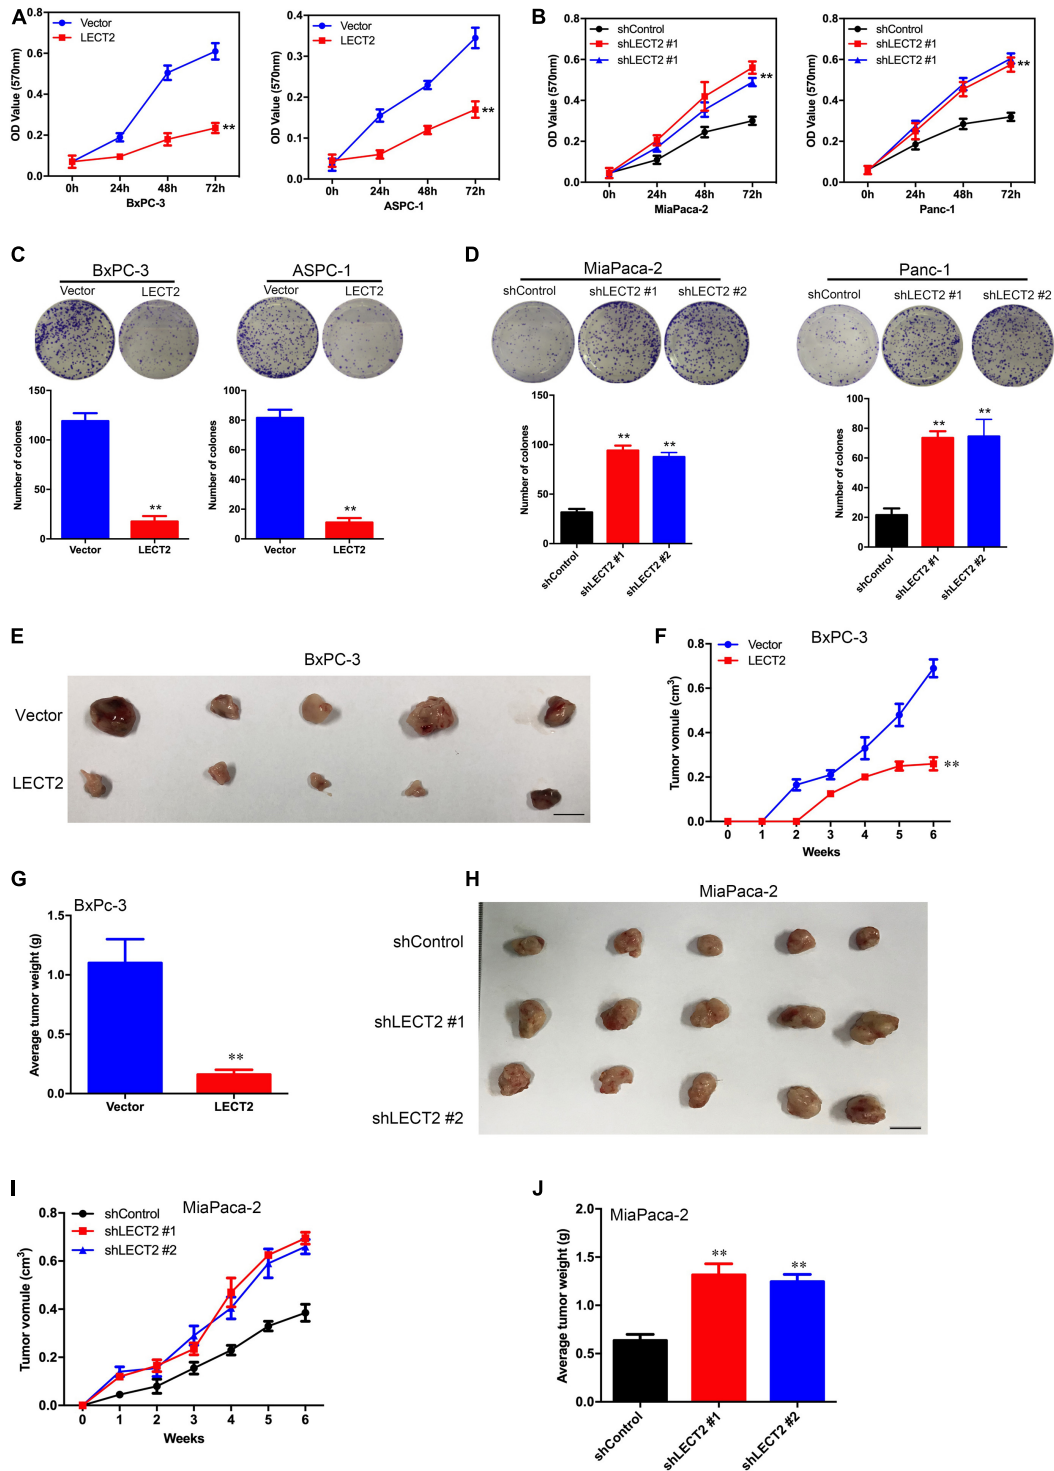 A
Vector
LECT2
OD Value (570nm)
0.8
0.6
0.4
0.2
0.0
0h 24h 48h 72h
**
BxPC-3
Vector
LECT2
OD Value (570nm)
0.4
0.3
0.2
0.1
0.0
0h 24h 48h 72h
**
ASPC-1
B
shControl
shLECT2 #1
shLECT2 #1
OD Value (570nm)
0.8
0.6
0.4
0.2
0.0
0h 24h 48h 72h
**
MiaPaca-2
shControl
shLECT2 #1
shLECT2 #1
OD Value (570nm)
0.8
0.6
0.4
0.2
0.0
0h 24h 48h 72h
**
Panc-1
C
BxPC-3
Vector LECT2
Number of colones
150
100
50
0
**
Vector LECT2
ASPC-1
Vector LECT2
Number of colones
100
80
60
40
20
0
**
Vector LECT2
D
MiaPaca-2
shControl shLECT2 #1 shLECT2 #2
Number of colones
150
100
50
0
** **
shControl shLECT2 #1 shLECT2 #2
Panc-1
shControl shLECT2 #1 shLECT2 #2
Number of colones
100
80
60
40
20
0
** **
shControl shLECT2 #1 shLECT2 #2
E
BxPC-3
Vector
LECT2
F
BxPC-3
Vector
LECT2
Tumor vomule (cm³)
0.8
0.6
0.4
0.2
0.0
0 1 2 3 4 5 6
**
Weeks
G
BxPc-3
Average tumor weight (g)
1.5
1.0
0.5
0.0
**
Vector LECT2
H
MiaPaca-2
shControl
shLECT2 #1
shLECT2 #2
I
MiaPaca-2
shControl
shLECT2 #1
shLECT2 #2
Tumor vomule (cm³)
0.8
0.6
0.4
0.2
0.0
0 1 2 3 4 5 6
Weeks
J
MiaPaca-2
Average tumor weight (g)
2.0
1.5
1.0
0.5
0.0
** **
shControl shLECT2 #1 shLECT2 #2